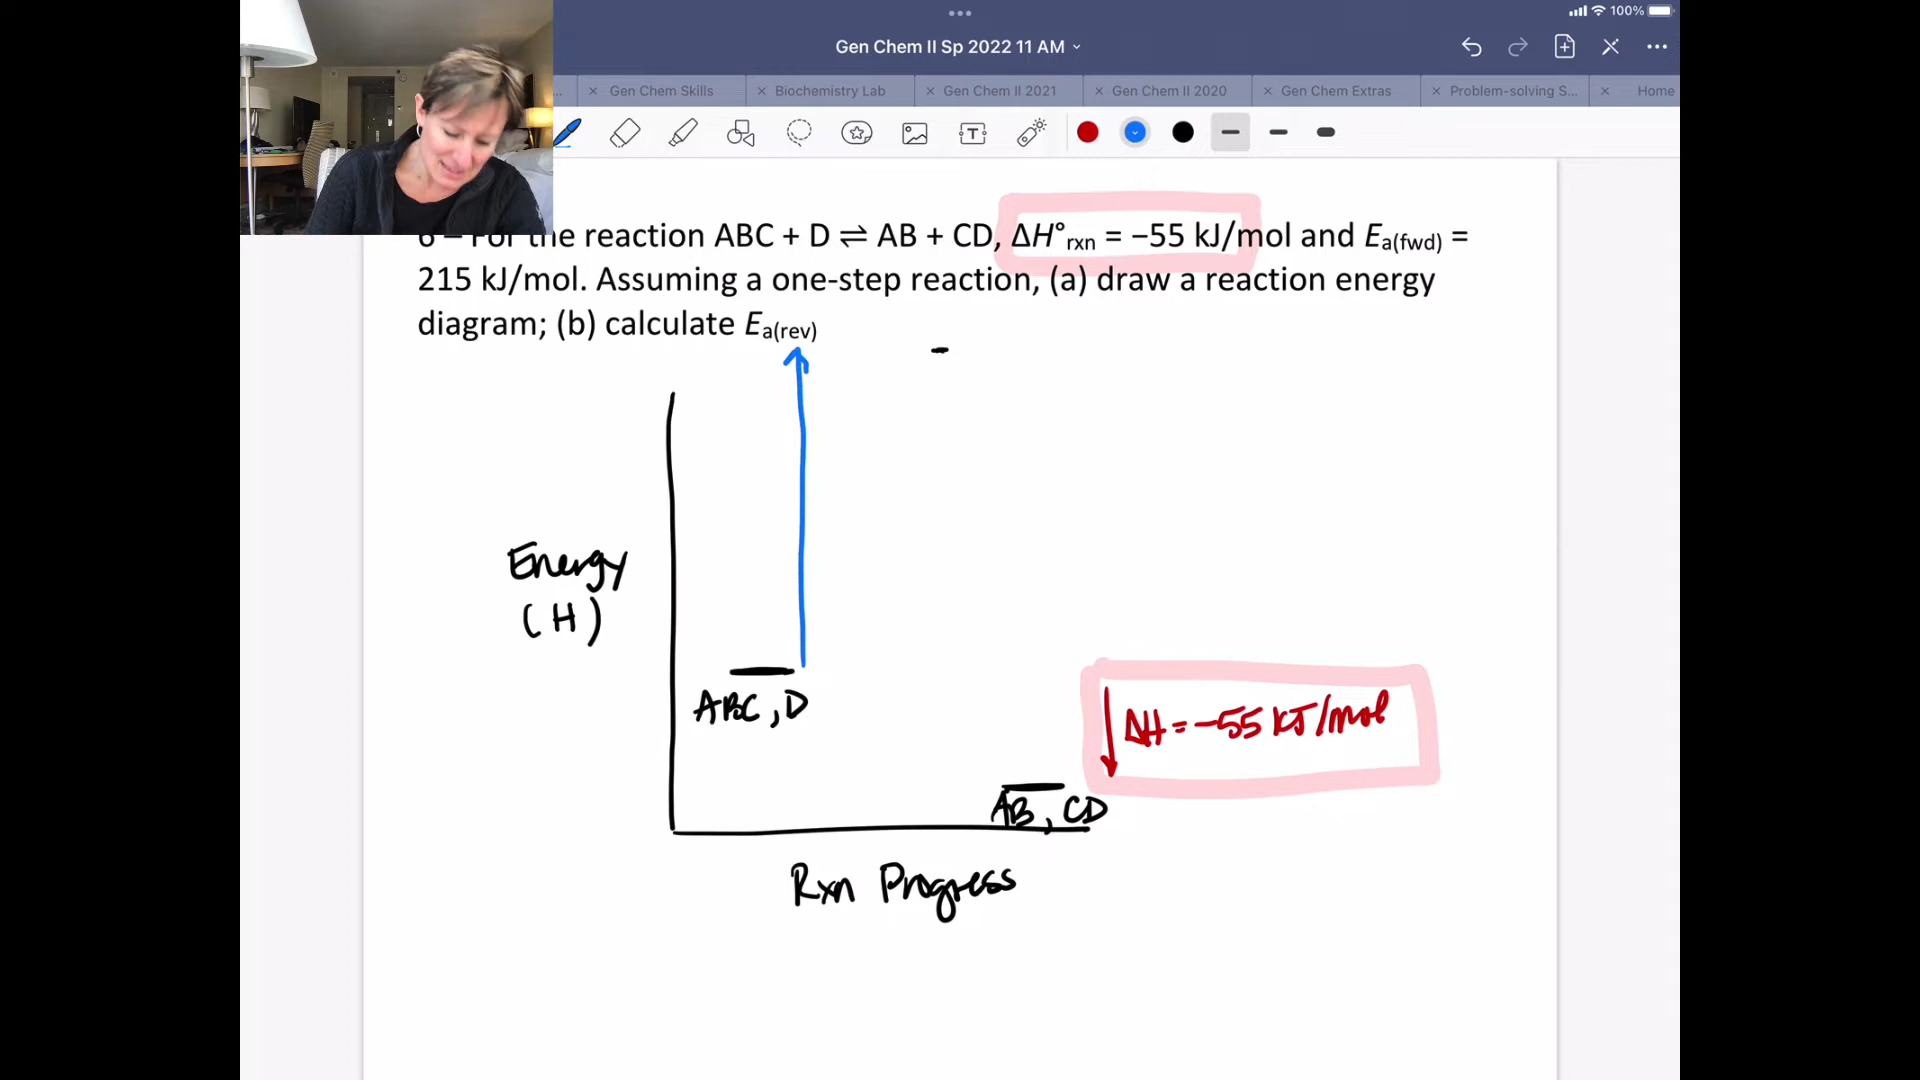 100%
Gen Chem II Sp 2022 11 AM
... Gen Chem Skills Biochemistry Lab Gen Chem II 2021 Gen Chem II 2020 Gen Chem Extras Problem-solving S... Home
6 – For the reaction ABC + D ⇌ AB + CD, ΔH°rxn = −55 kJ/mol and Ea(fwd) =
215 kJ/mol. Assuming a one-step reaction, (a) draw a reaction energy
diagram; (b) calculate Ea(rev)
Energy
(H)
ABC, D
ΔH = -55 kJ/mol
AB, CD
Rxn Progress